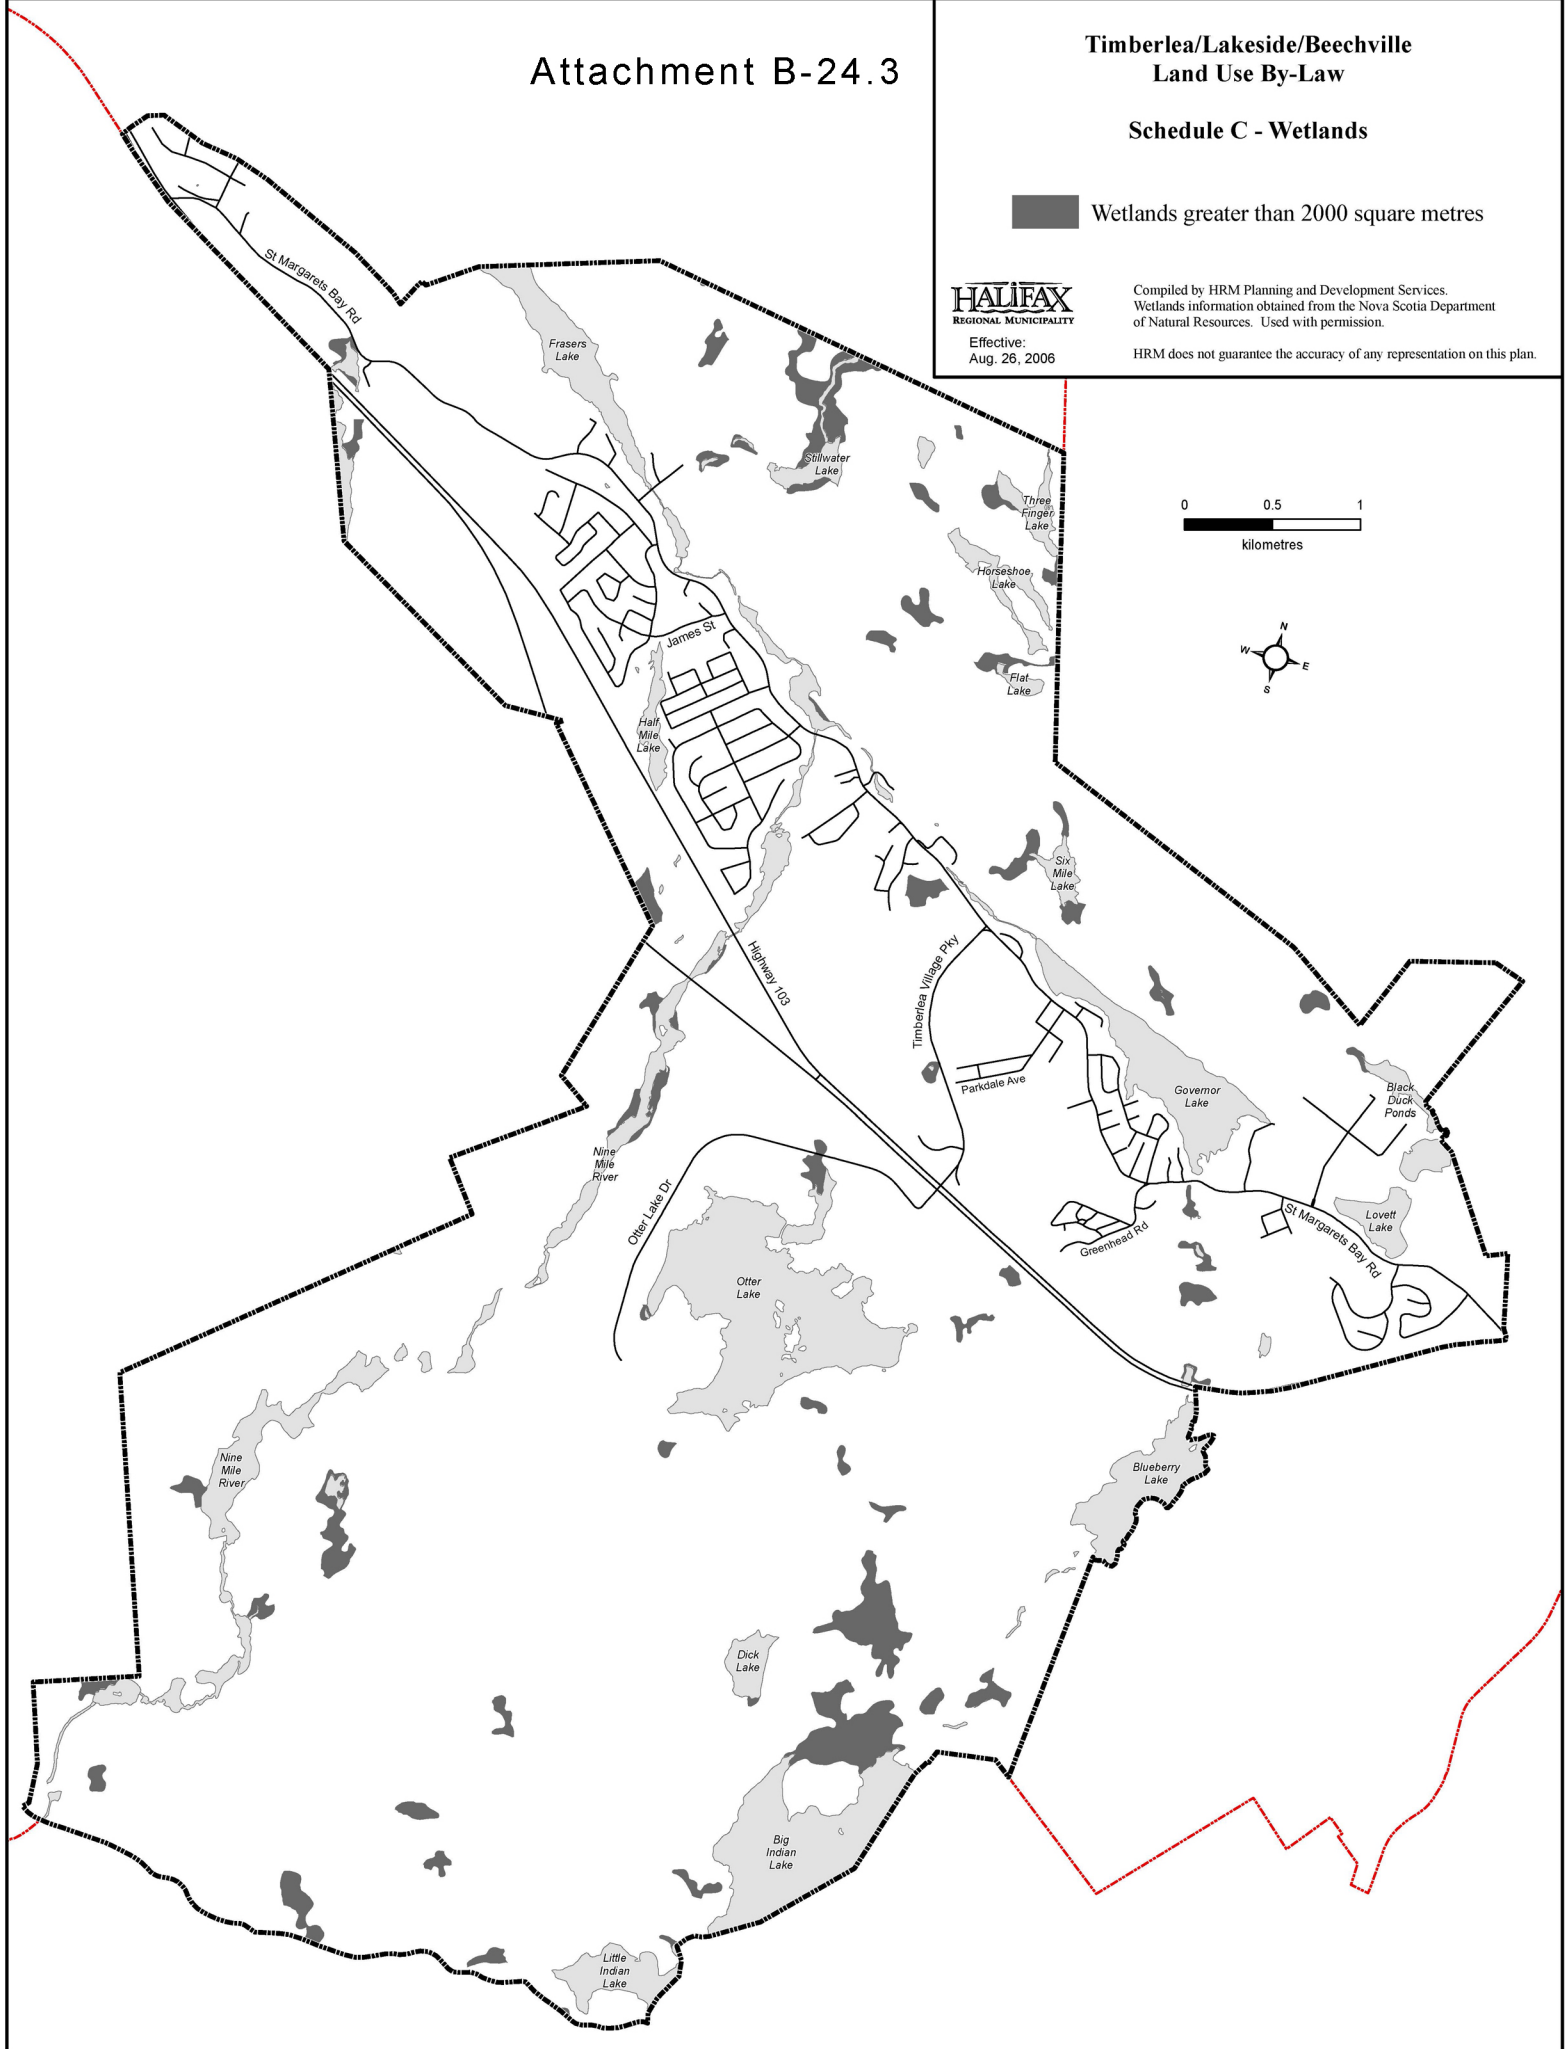 Attachment B-24.3
Timberlea/Lakeside/Beechville
Land Use By-Law
Schedule C - Wetlands
Wetlands greater than 2000 square metres
HALIFAX
REGIONAL MUNICIPALITY
Effective:
Aug. 26, 2006
Compiled by HRM Planning and Development Services.
Wetlands information obtained from the Nova Scotia Department
of Natural Resources.  Used with permission.
HRM does not guarantee the accuracy of any representation on this plan.
St Margarets Bay Rd
Frasers
Lake
Stillwater
Lake
Three
Finger
Lake
0 0.5 1
kilometres
Horseshoe
Lake
James St
N
W
E
S
Flat
Lake
Half
Mile
Lake
Six
Mile
Lake
Highway 103
Timberlea Village Pky
Parkdale Ave
Governor
Lake
Black
Duck
Ponds
Nine
Mile
River
Otter Lake Dr
Greenhead Rd
St Margarets Bay Rd
Lovett
Lake
Otter
Lake
Nine
Mile
River
Blueberry
Lake
Dick
Lake
Big
Indian
Lake
Little
Indian
Lake